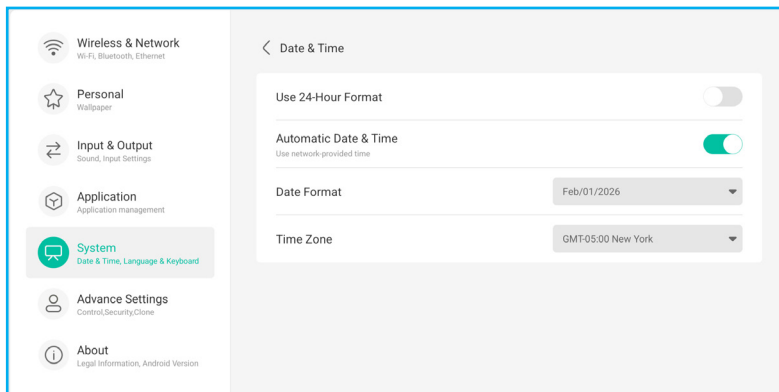 Wireless & Network
Wi-Fi, Bluetooth, Ethernet
Personal
Wallpaper
Input & Output
Sound, Input Settings
Application
Application management
System
Date & Time, Language & Keyboard
Advance Settings
Control,Security,Clone
About
Legal Information, Android Version
Date & Time
Use 24-Hour Format
Automatic Date & Time
Use network-provided time
Date Format
Feb/01/2026
Time Zone
GMT-05:00 New York